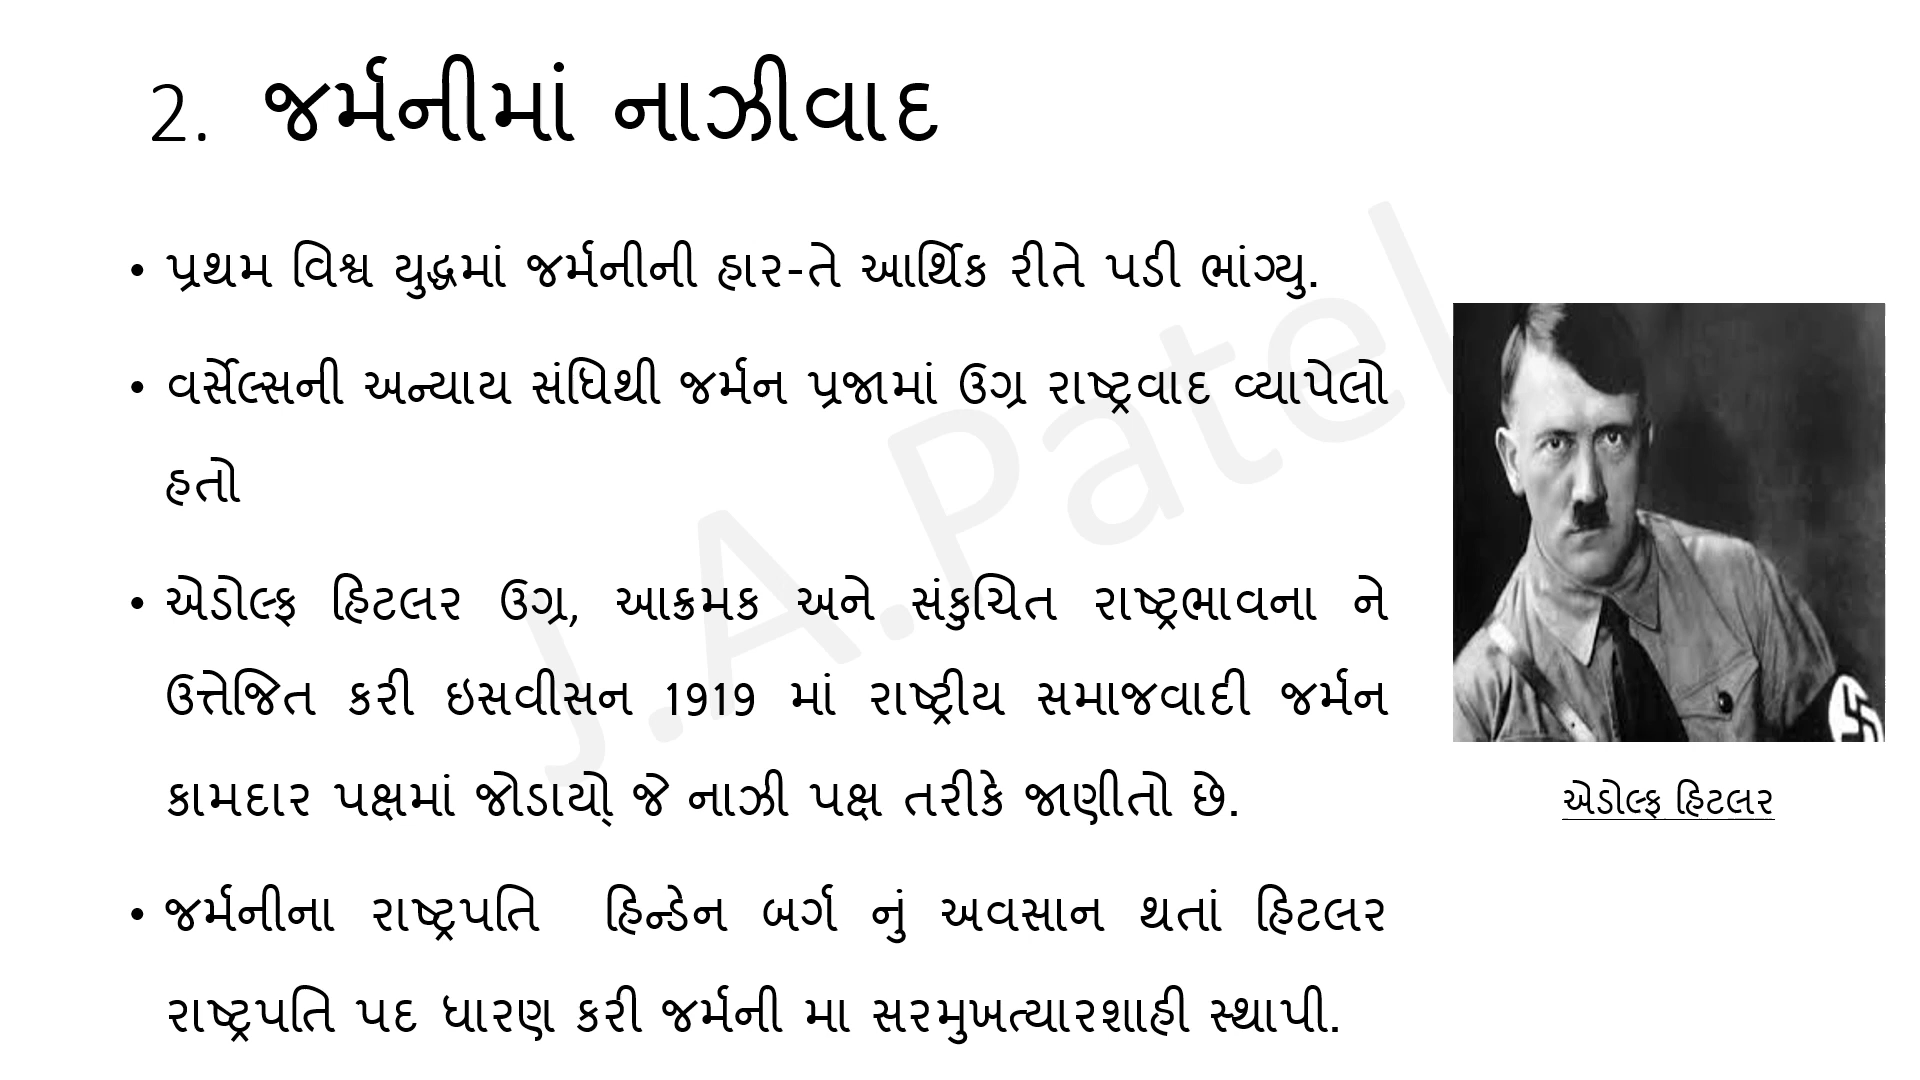 2. જર્મનીમાં નાઝીવાદ
• પ્રથમ વિશ્વ યુદ્ધમાં જર્મનીની હાર-તે આર્થિક રીતે પડી ભાંગ્યુ.
• વર્સેલ્સની અન્યાય સંધિથી જર્મન પ્રજામાં ઉગ્ર રાષ્ટ્રવાદ વ્યાપેલો
હતો
• એડોલ્ફ હિટલર ઉગ્ર, આક્રમક અને સંકુચિત રાષ્ટ્રભાવના ને
ઉત્તેજિત કરી ઇસવીસન 1919 માં રાષ્ટ્રીય સમાજવાદી જર્મન
કામદાર પક્ષમાં જોડાયો્ જે નાઝી પક્ષ તરીકે જાણીતો છે.
• જર્મનીના રાષ્ટ્રપતિ હિન્ડેન બર્ગ નું અવસાન થતાં હિટલર
રાષ્ટ્રપતિ પદ ધારણ કરી જર્મની મા સરમુખત્યારશાહી સ્થાપી.
એડોલ્ફ હિટલર
J.A.Patel